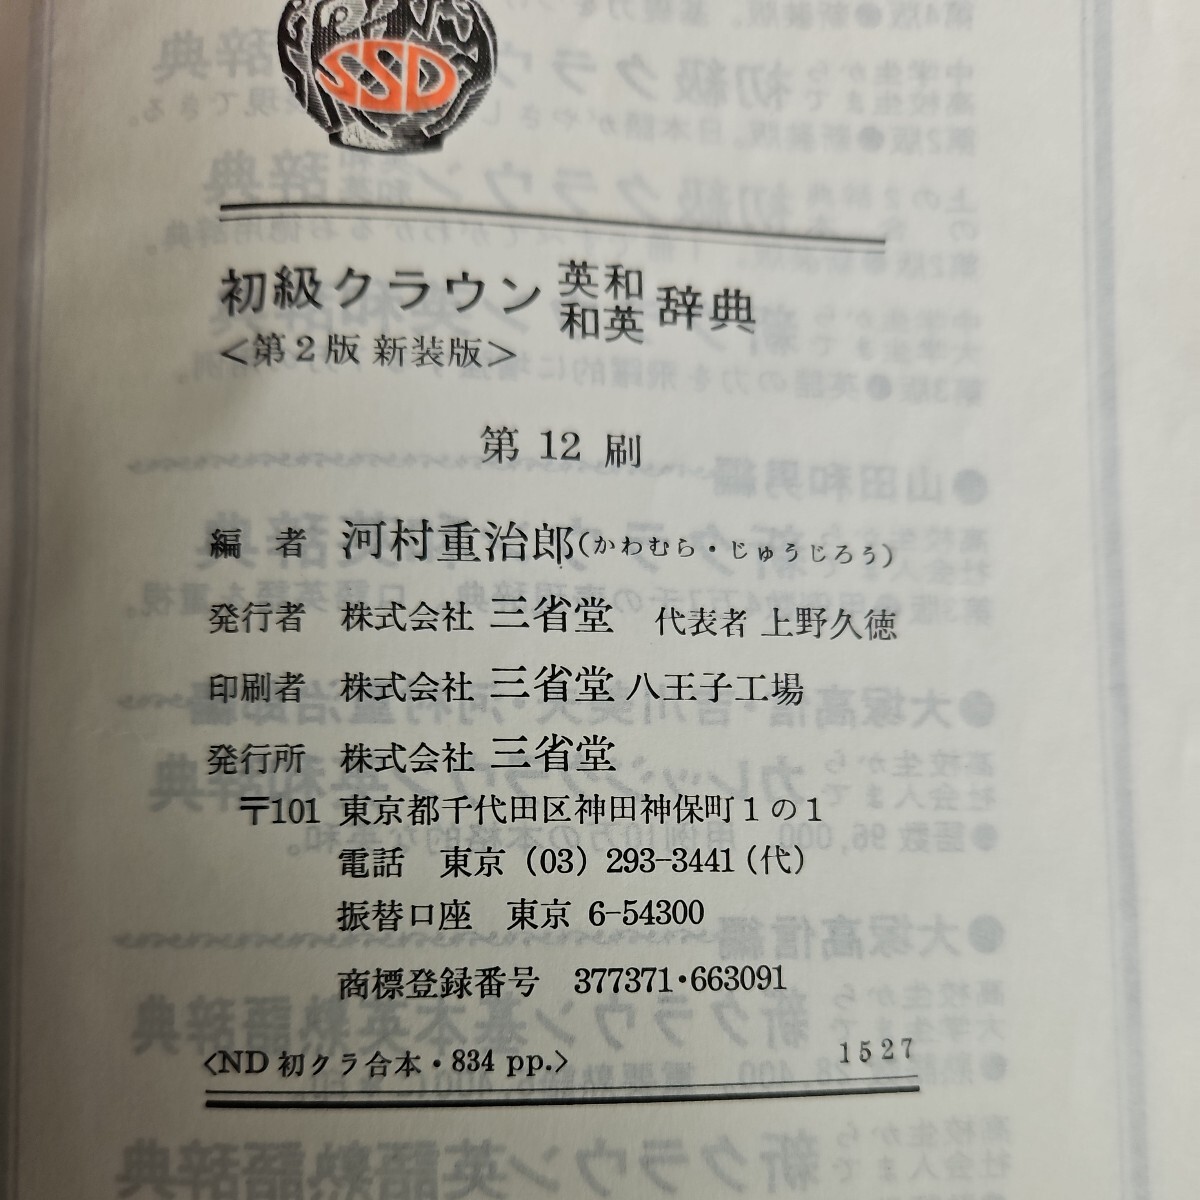 SSD
初級クラウン英和和英辞典
<第2版 新装版>
第 12 刷
編 者 河村重治郎(かわむら・じゅうじろう)
発行者 株式会社 三省堂 代表者 上野久徳
印刷者 株式会社 三省堂 八王子工場
発行所 株式会社 三省堂
〒101 東京都千代田区神田神保町1の1
電話 東京 (03) 293-3441 (代)
振替口座 東京 6-54300
商標登録番号 377371・663091
<ND 初クラ合本・834 pp.>
1527